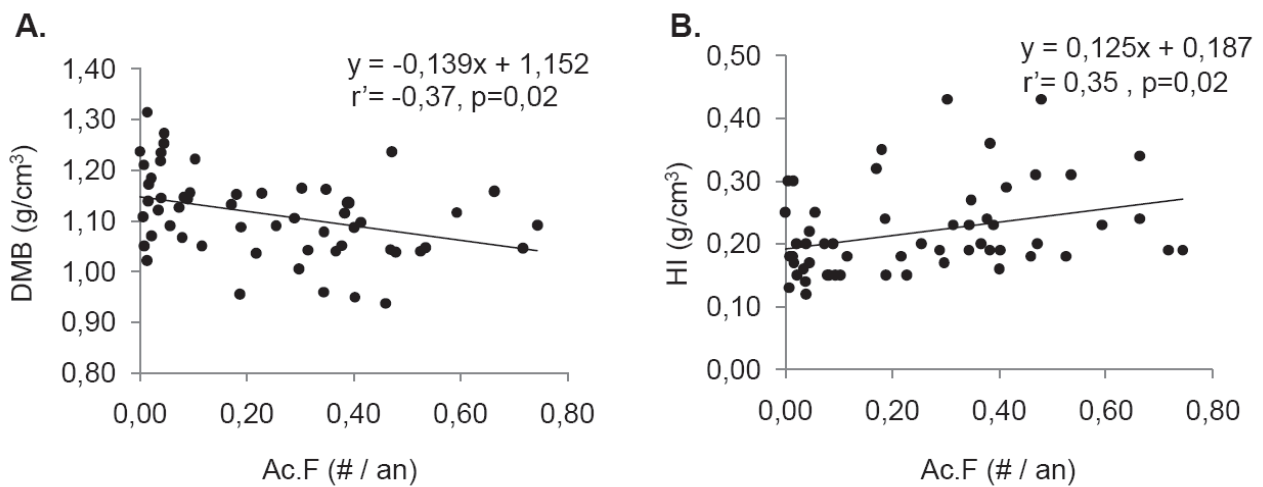 A.
y = -0,139x + 1,152
r’= -0,37, p=0,02
DMB (g/cm³)
1,40
1,30
1,20
1,10
1,00
0,90
0,80
0,00 0,20 0,40 0,60 0,80
Ac.F (# / an)
B.
y = 0,125x + 0,187
r’= 0,35 , p=0,02
HI (g/cm³)
0,50
0,40
0,30
0,20
0,10
0,00
0,00 0,20 0,40 0,60 0,80
Ac.F (# / an)